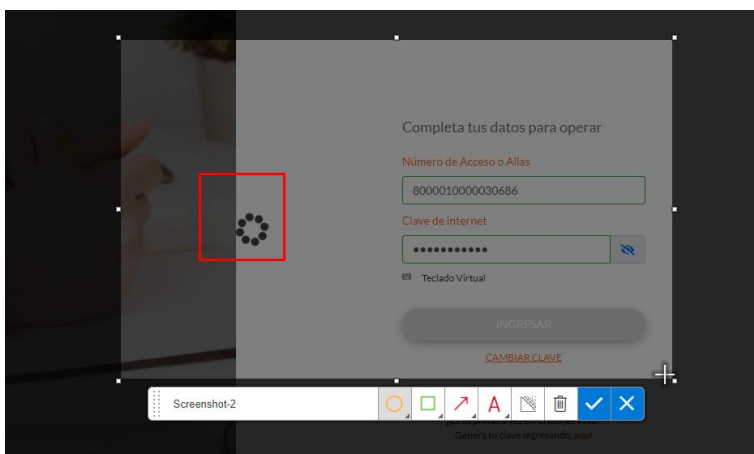 Completa tus datos para operar
Número de Acceso o Alias
8000010000030686
Clave de internet
•••••••••••
Teclado Virtual
INGRESAR
CAMBIAR CLAVE
Screenshot-2
A
Genera tu clave ingresando, aquí